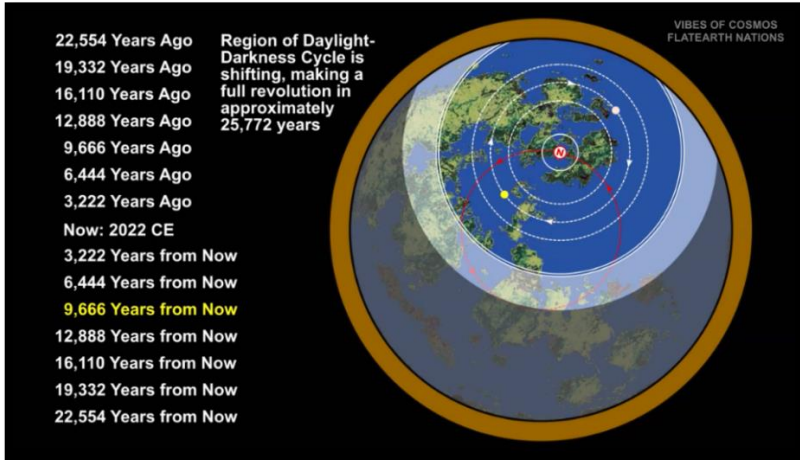 VIBES OF COSMOS
FLATEARTH NATIONS
22,554 Years Ago
19,332 Years Ago
16,110 Years Ago
12,888 Years Ago
9,666 Years Ago
6,444 Years Ago
3,222 Years Ago
Now: 2022 CE
3,222 Years from Now
6,444 Years from Now
9,666 Years from Now
12,888 Years from Now
16,110 Years from Now
19,332 Years from Now
22,554 Years from Now
Region of Daylight-
Darkness Cycle is
shifting, making a
full revolution in
approximately
25,772 years
N